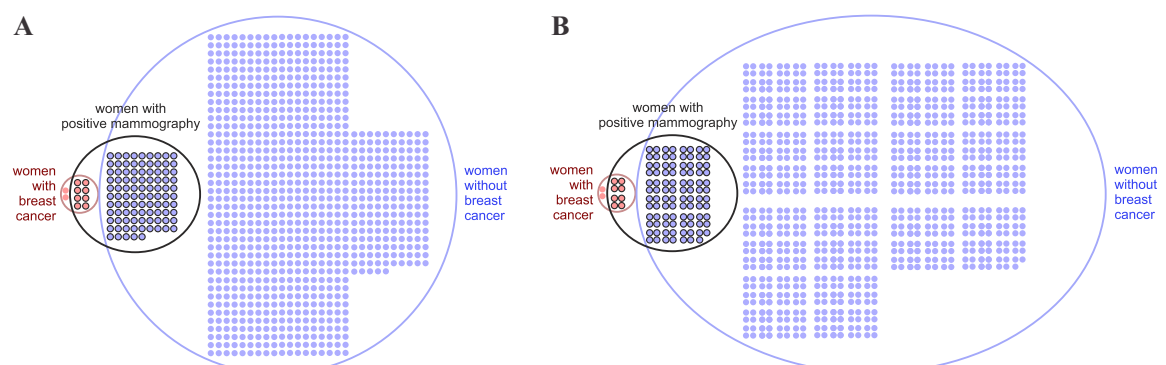 A
women with
positive mammography
women
with
breast
cancer
women
without
breast
cancer
B
women with
positive mammography
women
with
breast
cancer
women
without
breast
cancer